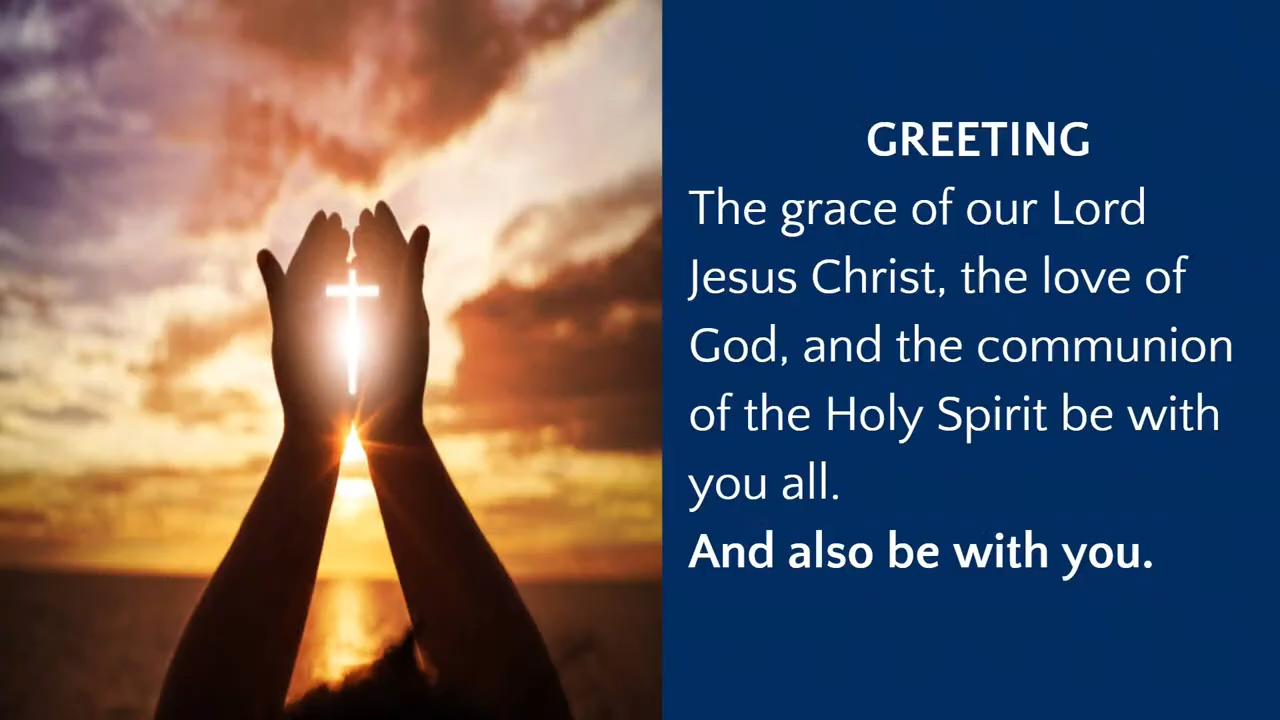 GREETING
The grace of our Lord
Jesus Christ, the love of
God, and the communion
of the Holy Spirit be with
you all.
And also be with you.